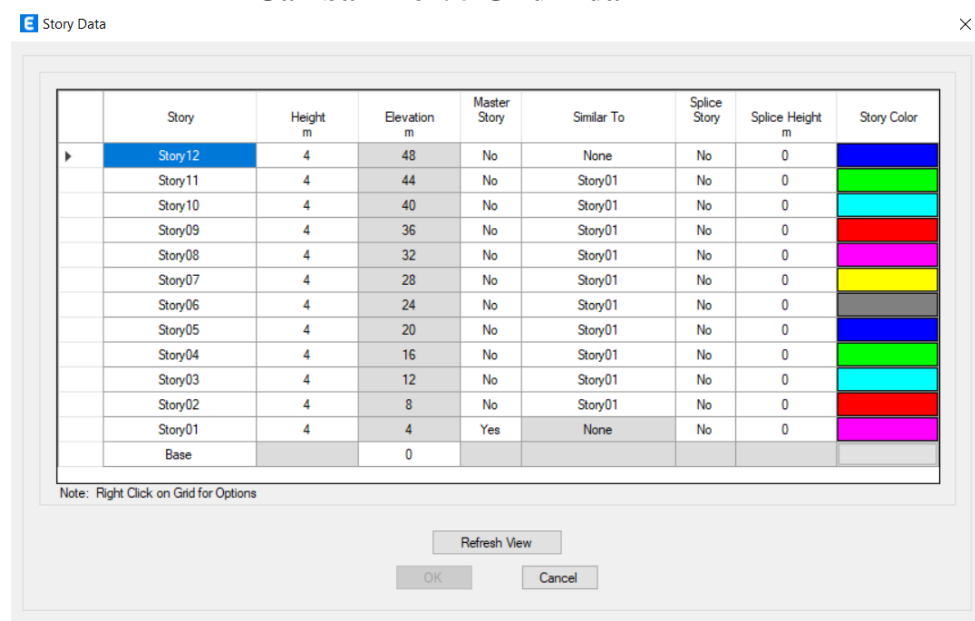 E Story Data
Story Height m Elevation m Master Story Similar To Splice Story Splice Height m Story Color
Story12 4 48 No None No 0
Story11 4 44 No Story01 No 0
Story10 4 40 No Story01 No 0
Story09 4 36 No Story01 No 0
Story08 4 32 No Story01 No 0
Story07 4 28 No Story01 No 0
Story06 4 24 No Story01 No 0
Story05 4 20 No Story01 No 0
Story04 4 16 No Story01 No 0
Story03 4 12 No Story01 No 0
Story02 4 8 No Story01 No 0
Story01 4 4 Yes None No 0
Base 0
Note: Right Click on Grid for Options
Refresh View
OK Cancel